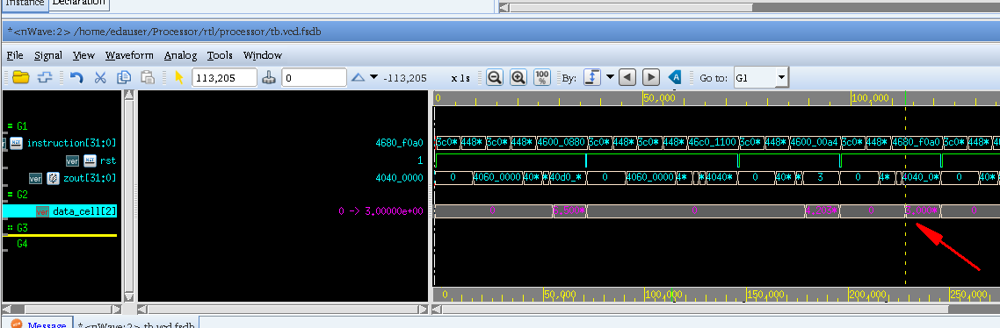 Instance Declaration
*<nWave:2> /home/edauser/Processor/rtl/processor/tb.vcd.fsdb
File Signal View Waveform Analog Tools Window
113,205 0 -113,205 x 1s 100% By: Go to: G1
0 50,000 100,000
= G1
instruction[31:0] 4680_f0a0 3c0* 448* 3c0* 448* 4600_0880 3c0* 448* 3c0* 448* 46c0_1100 3c0* 448* 4600_00a4 3c0* 448* 4680_f0a0 3c0* 448*
ver rst 1
ver zout[31:0] 4040_0000 0 4060_0000 40* 40d0_* 0 4060_0000 4* 4040* 0 40* 3 0 4* 4040_0* 0 40*
= G2
ver data_cell[2] 0 -> 3.00000e+00 0 0 0
= G3
G4
0 50,000 100,000 150,000 200,000 250,000
Message *<nWave:2> tb.vcd.fsdb